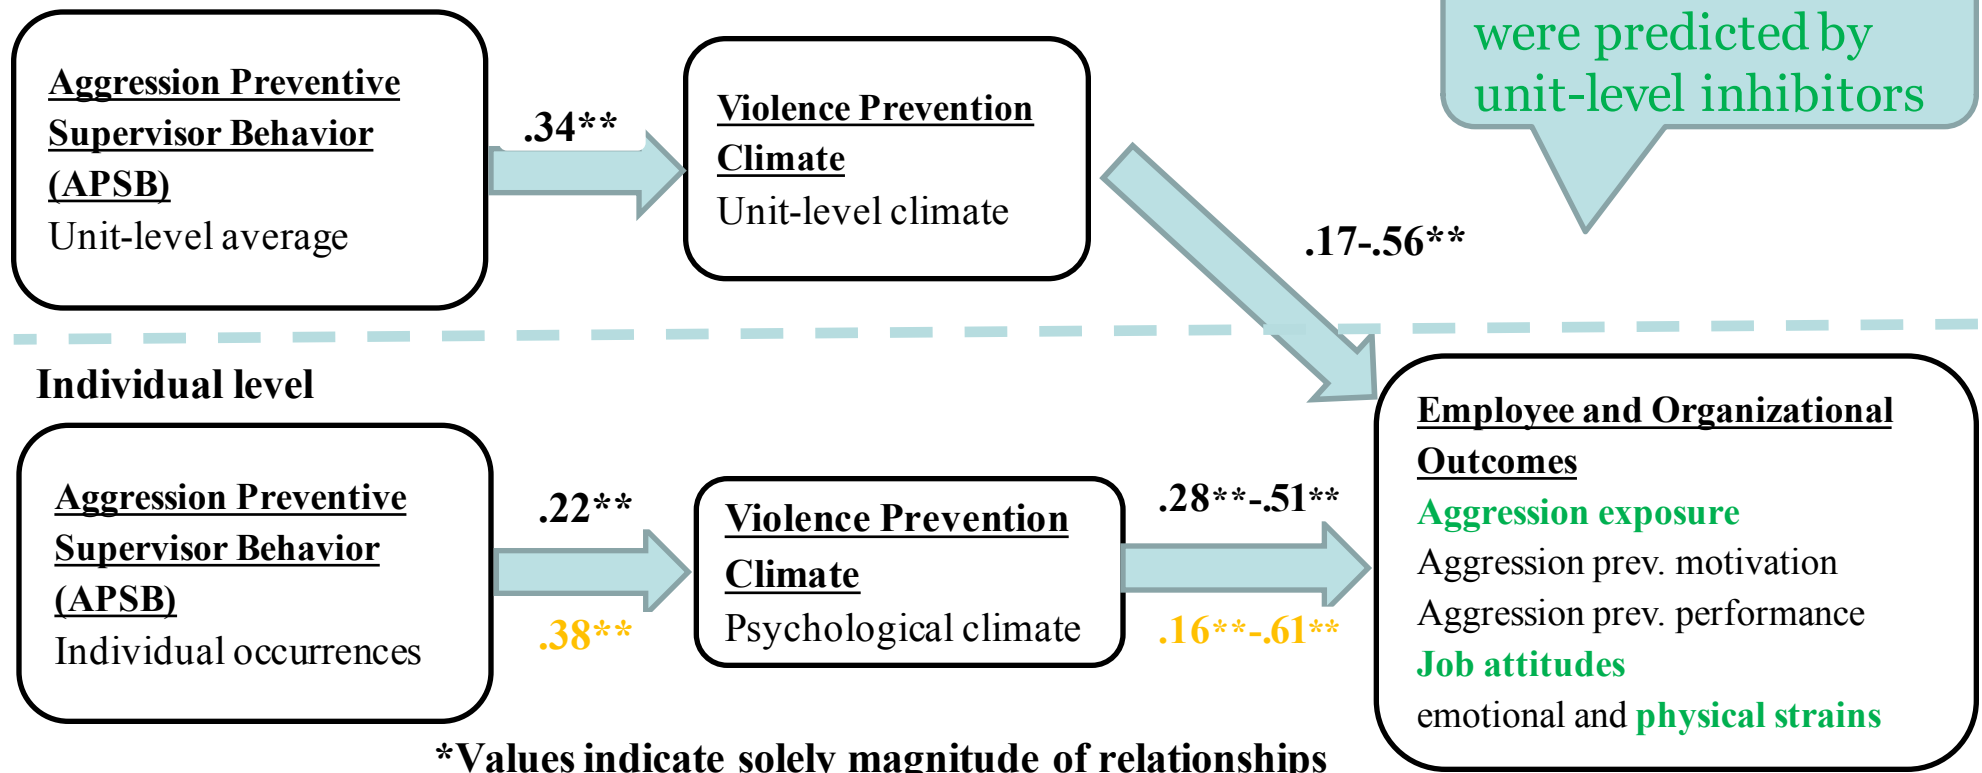 were predicted by
unit-level inhibitors
Aggression Preventive
Supervisor Behavior
(APSB)
Unit-level average
.34**
Violence Prevention
Climate
Unit-level climate
.17-.56**
Individual level
Aggression Preventive
Supervisor Behavior
(APSB)
Individual occurrences
.22**
.38**
Violence Prevention
Climate
Psychological climate
.28**-.51**
.16**-.61**
Employee and Organizational
Outcomes
Aggression exposure
Aggression prev. motivation
Aggression prev. performance
Job attitudes
emotional and physical strains
*Values indicate solely magnitude of relationships